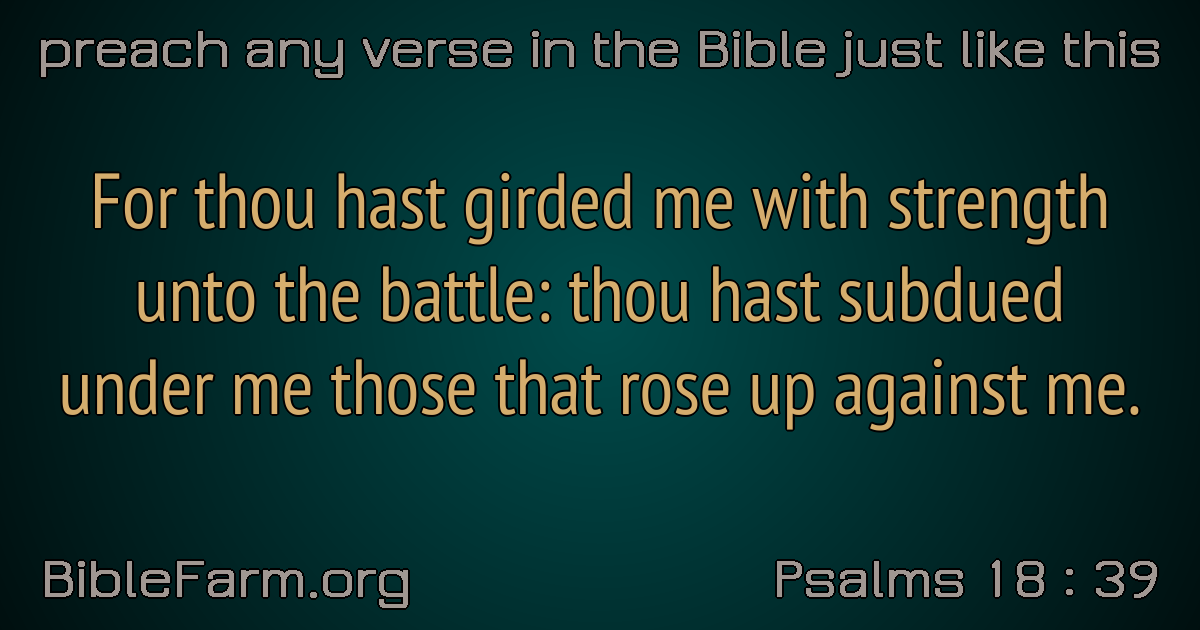 preach any verse in the Bible just like this
For thou hast girded me with strength
unto the battle: thou hast subdued
under me those that rose up against me.
BibleFarm.org
Psalms 18 : 39